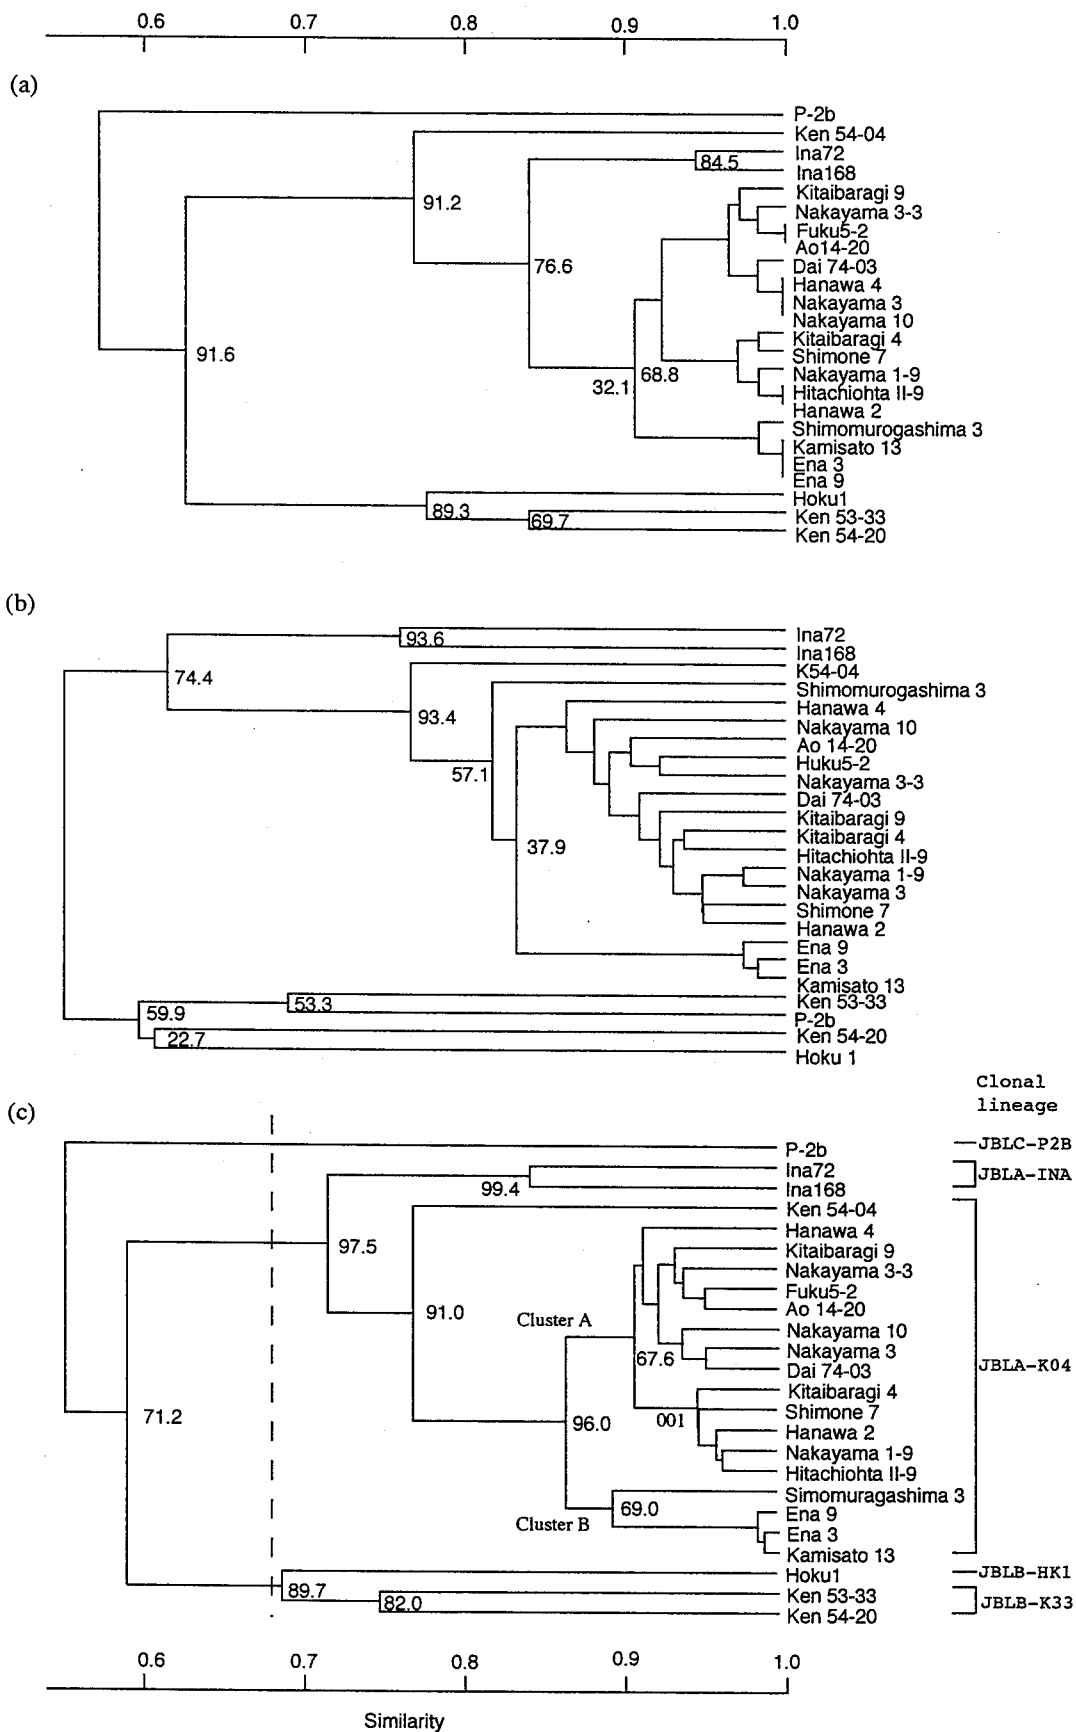 0.6 0.7 0.8 0.9 1.0
(a)
P-2b
Ken 54-04
Ina72
84.5
Ina168
Kitaibaragi 9
91.2
Nakayama 3-3
Fuku5-2
Ao14-20
76.6
Dai 74-03
Hanawa 4
Nakayama 3
Nakayama 10
Kitaibaragi 4
91.6
Shimone 7
32.1
68.8
Nakayama 1-9
Hitachiohta II-9
Hanawa 2
Shimomurogashima 3
Kamisato 13
Ena 3
Ena 9
Hoku1
89.3
Ken 53-33
69.7
Ken 54-20
(b)
Ina72
93.6
Ina168
K54-04
74.4
Shimomurogashima 3
Hanawa 4
93.4
Nakayama 10
Ao 14-20
Huku5-2
57.1
Nakayama 3-3
Dai 74-03
Kitaibaragi 9
Kitaibaragi 4
37.9
Hitachiohta II-9
Nakayama 1-9
Nakayama 3
Shimone 7
Hanawa 2
Ena 9
Ena 3
Kamisato 13
Ken 53-33
53.3
59.9
P-2b
Ken 54-20
22.7
Hoku 1
Clonal
lineage
(c)
P-2b
JBLC-P2B
Ina72
JBLA-INA
99.4
Ina168
Ken 54-04
Hanawa 4
97.5
Kitaibaragi 9
Nakayama 3-3
Fuku5-2
91.0
Ao 14-20
Cluster A
Nakayama 10
Nakayama 3
67.6
Dai 74-03
JBLA-K04
Kitaibaragi 4
71.2
Shimone 7
96.0
001
Hanawa 2
Nakayama 1-9
Hitachiohta II-9
Simomuragashima 3
69.0
Ena 9
Cluster B
Ena 3
Kamisato 13
Hoku1
JBLB-HK1
89.7
Ken 53-33
82.0
JBLB-K33
Ken 54-20
0.6 0.7 0.8 0.9 1.0
Similarity